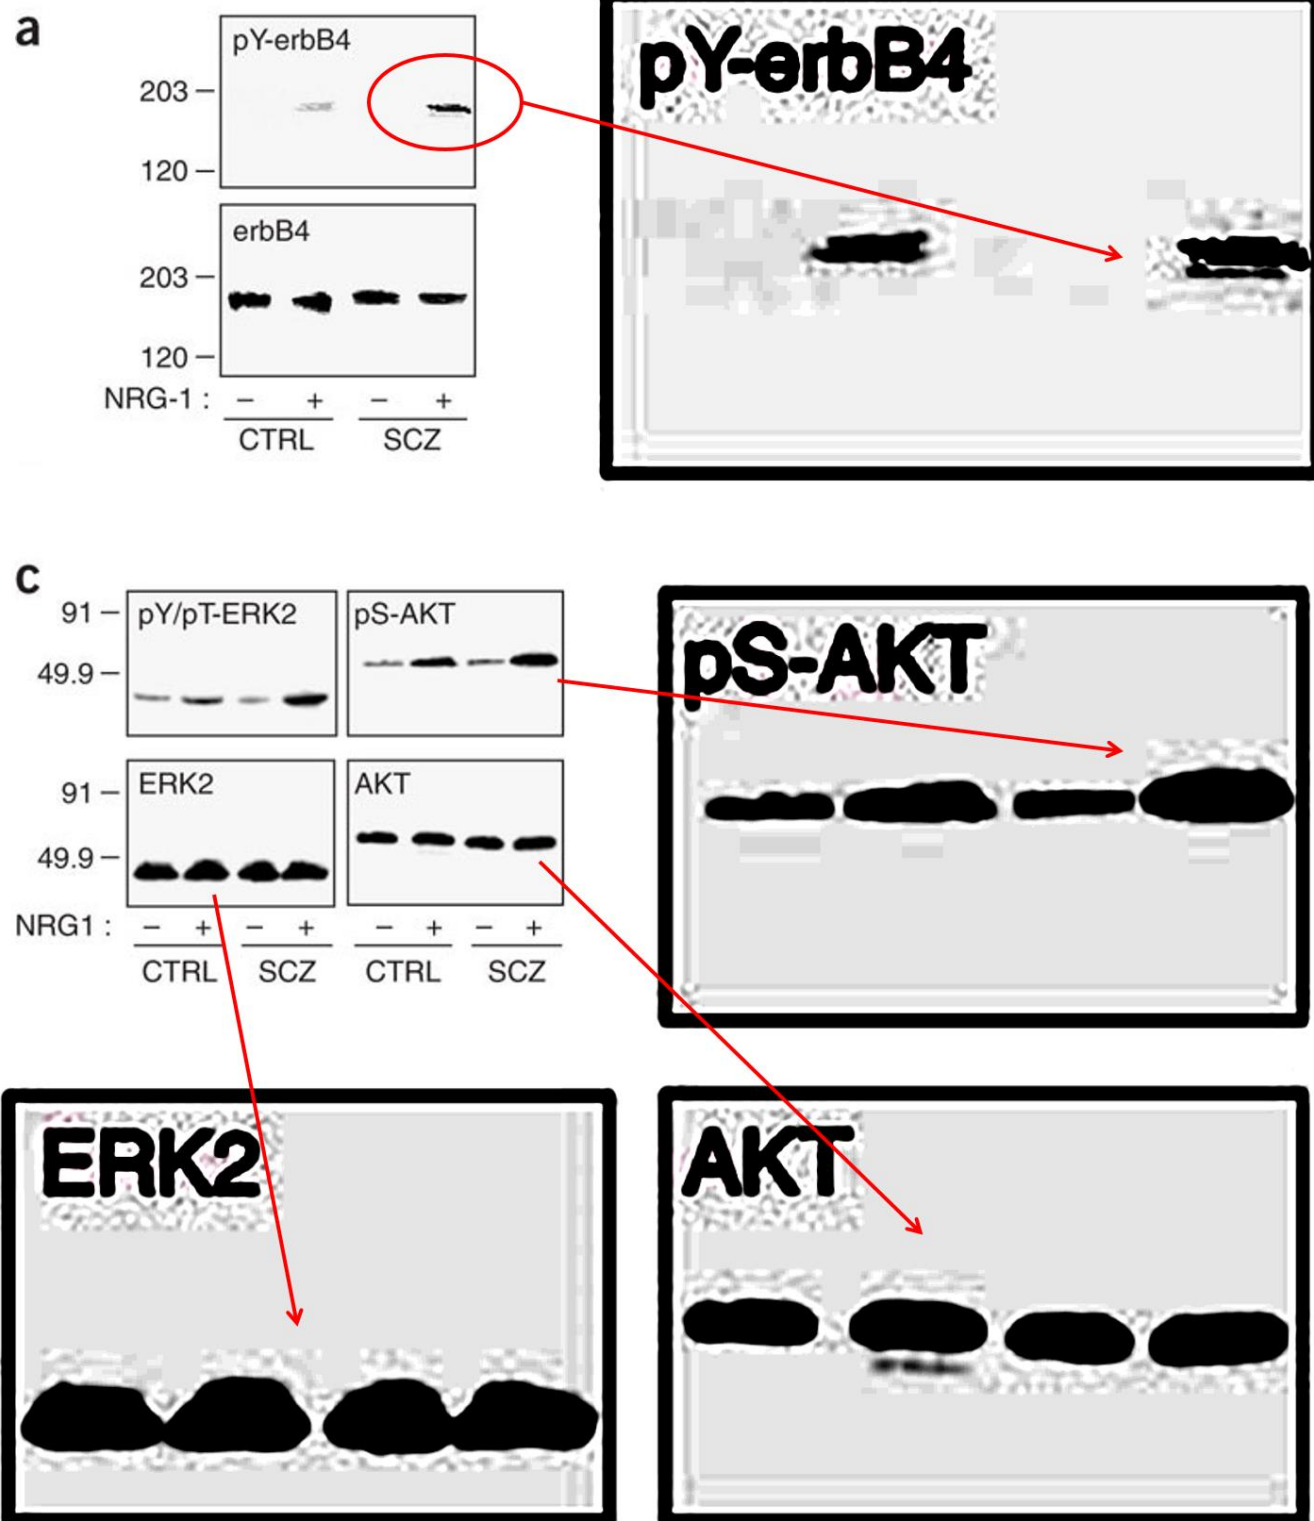 a
pY-erbB4
203
120
erbB4
203
120
NRG-1 : − + − +
CTRL SCZ
pY-erbB4
c
91
49.9
pY/pT-ERK2
pS-AKT
91
49.9
ERK2
AKT
NRG1 : − + − + − + − +
CTRL SCZ CTRL SCZ
pS-AKT
ERK2
AKT